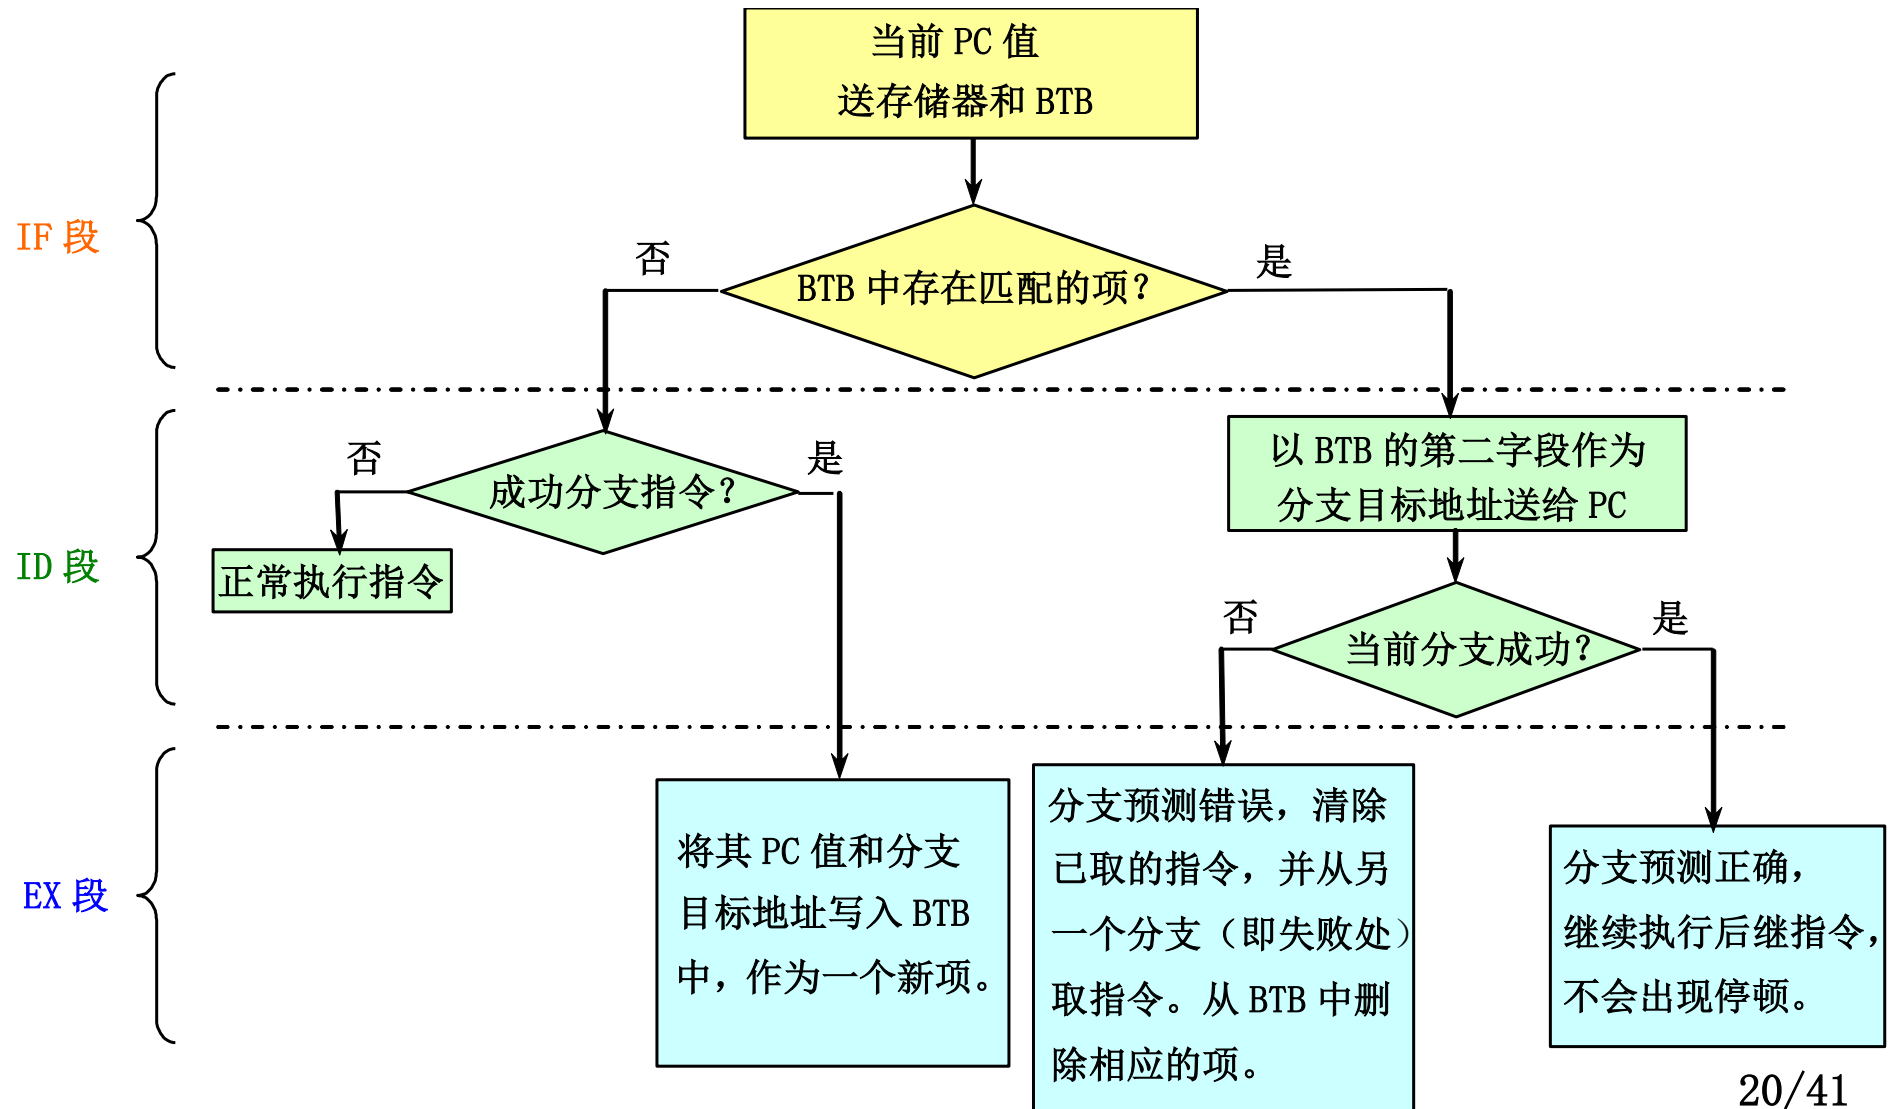 当前 PC 值
送存储器和 BTB
IF 段
否
是
BTB 中存在匹配的项？
否
是
成功分支指令？
以 BTB 的第二字段作为
分支目标地址送给 PC
ID 段
正常执行指令
否
是
当前分支成功？
EX 段
将其 PC 值和分支
目标地址写入 BTB
中，作为一个新项。
分支预测错误，清除
已取的指令，并从另
一个分支（即失败处）
取指令。从 BTB 中删
除相应的项。
分支预测正确，
继续执行后继指令，
不会出现停顿。
20/41